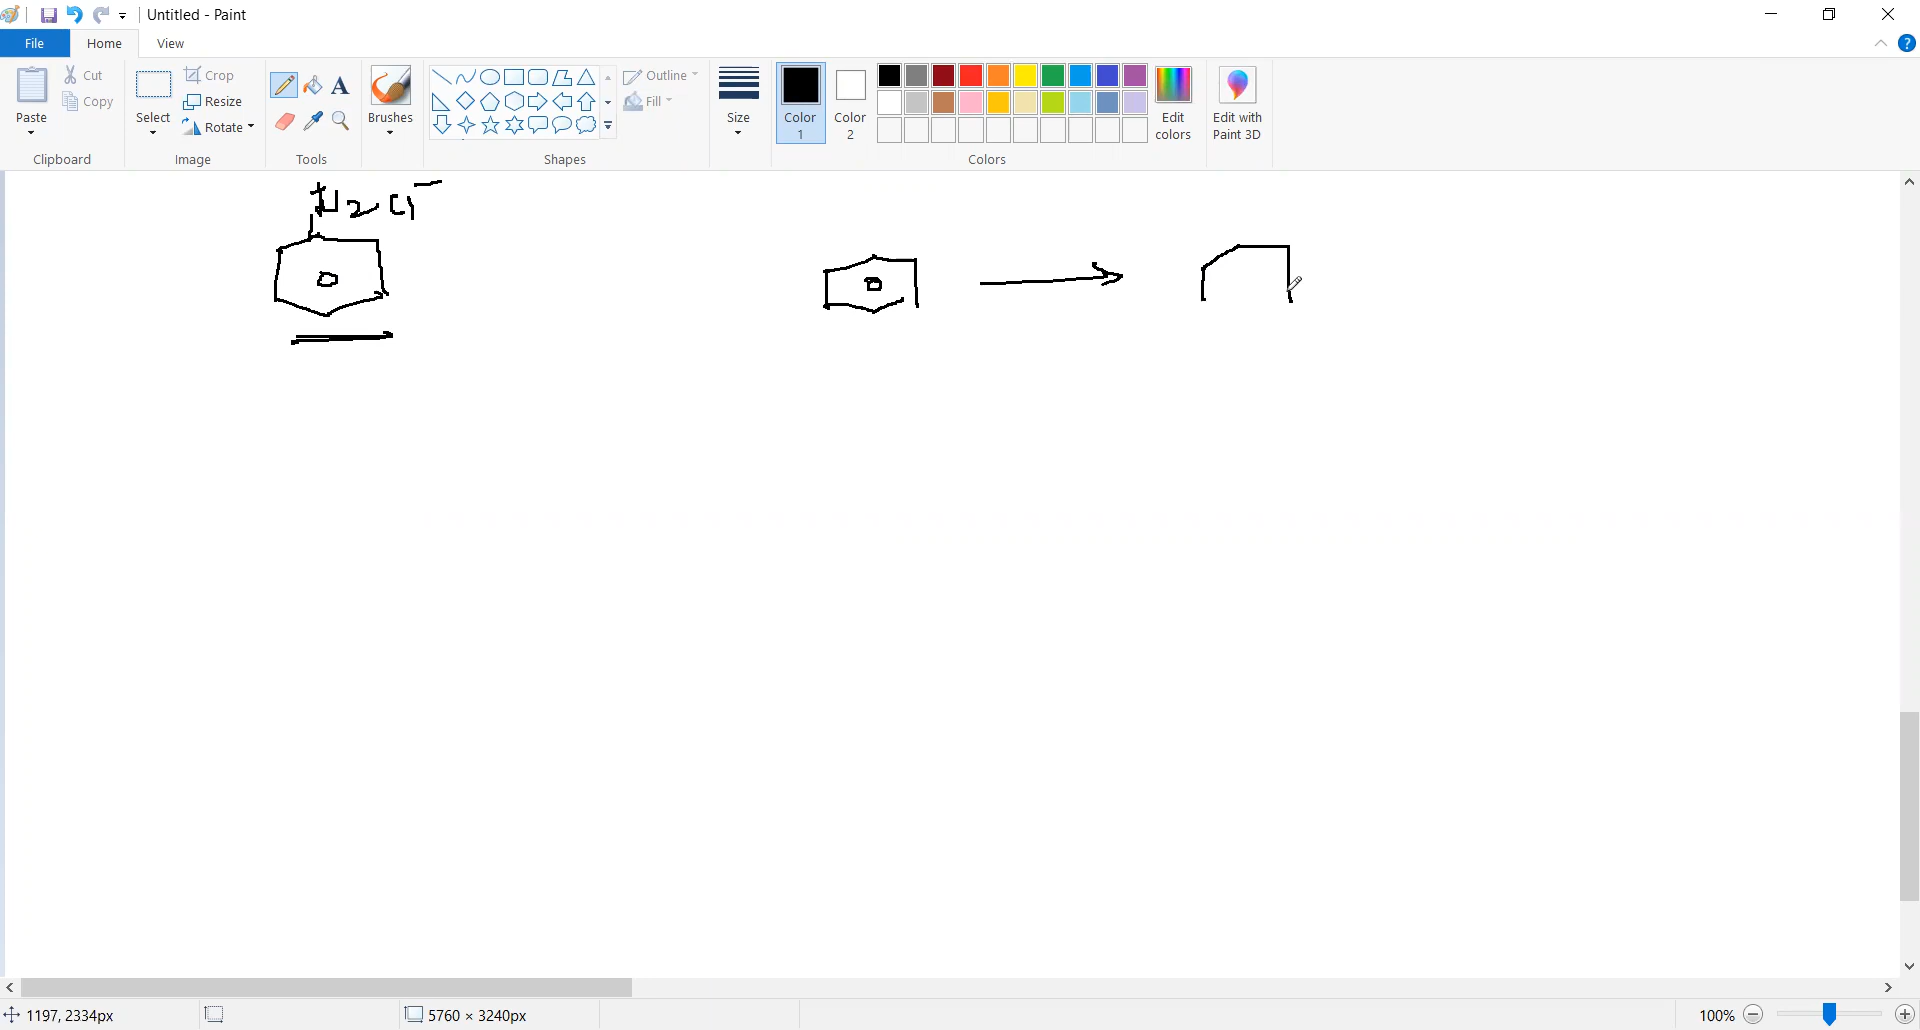 Untitled - Paint
File Home View
Paste
Cut
Copy
Clipboard
Select
Crop
Resize
Rotate
Image
Tools
Brushes
Shapes
Outline
Fill
Size
Color 1
Color 2
Colors
Edit colors
Edit with Paint 3D
N2Cl-
1197, 2334px
5760 × 3240px
100%